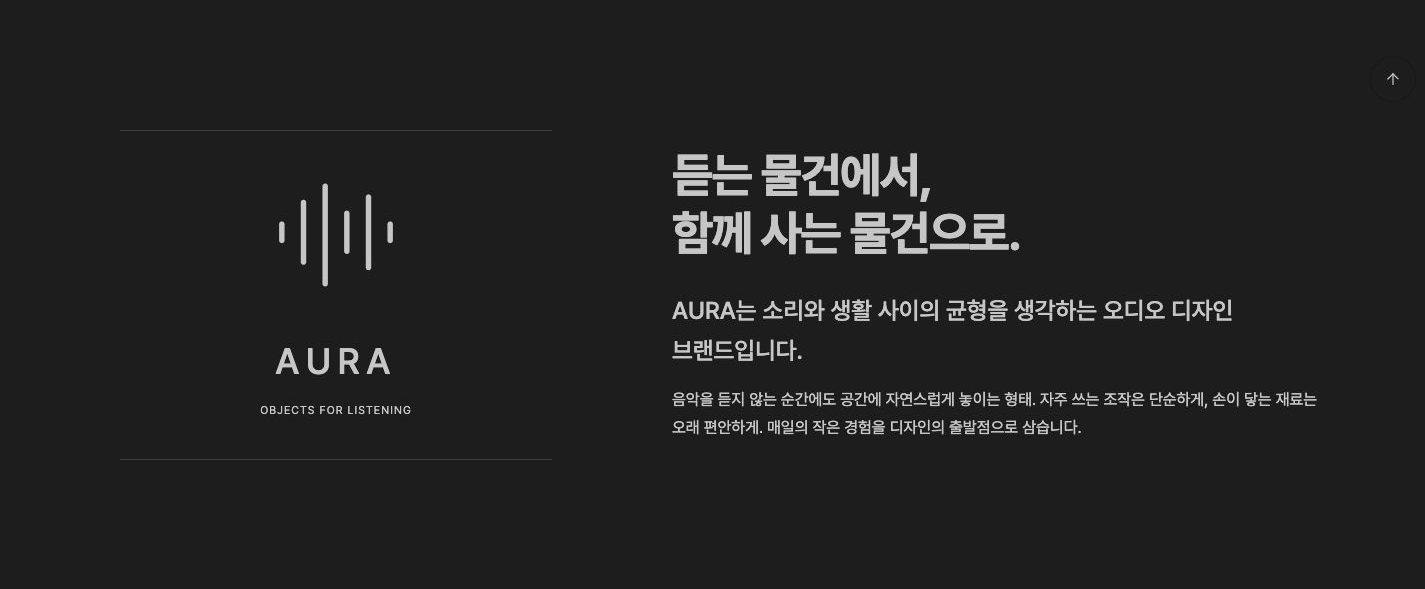 AURA
OBJECTS FOR LISTENING
듣는 물건에서,
함께 사는 물건으로.
AURA는 소리와 생활 사이의 균형을 생각하는 오디오 디자인
브랜드입니다.
음악을 듣지 않는 순간에도 공간에 자연스럽게 놓이는 형태. 자주 쓰는 조작은 단순하게, 손이 닿는 재료는
오래 편안하게. 매일의 작은 경험을 디자인의 출발점으로 삼습니다.